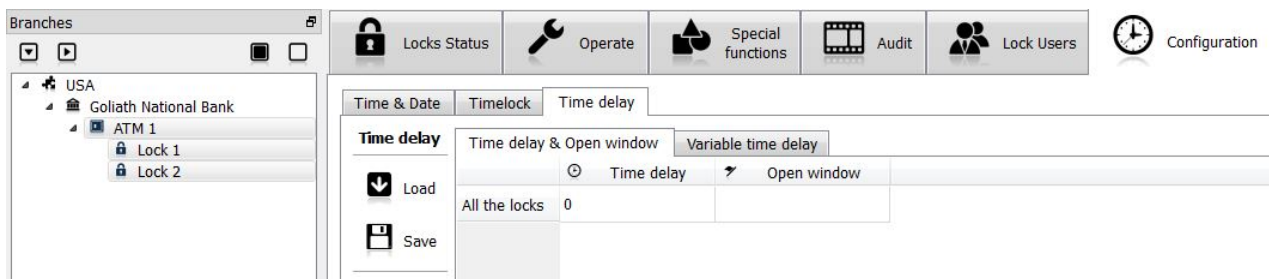 Branches
USA
Goliath National Bank
ATM 1
Lock 1
Lock 2
Locks Status
Operate
Special
functions
Audit
Lock Users
Configuration
Time & Date
Timelock
Time delay
Time delay
Load
Save
Time delay & Open window
Variable time delay
Time delay
Open window
All the locks
0